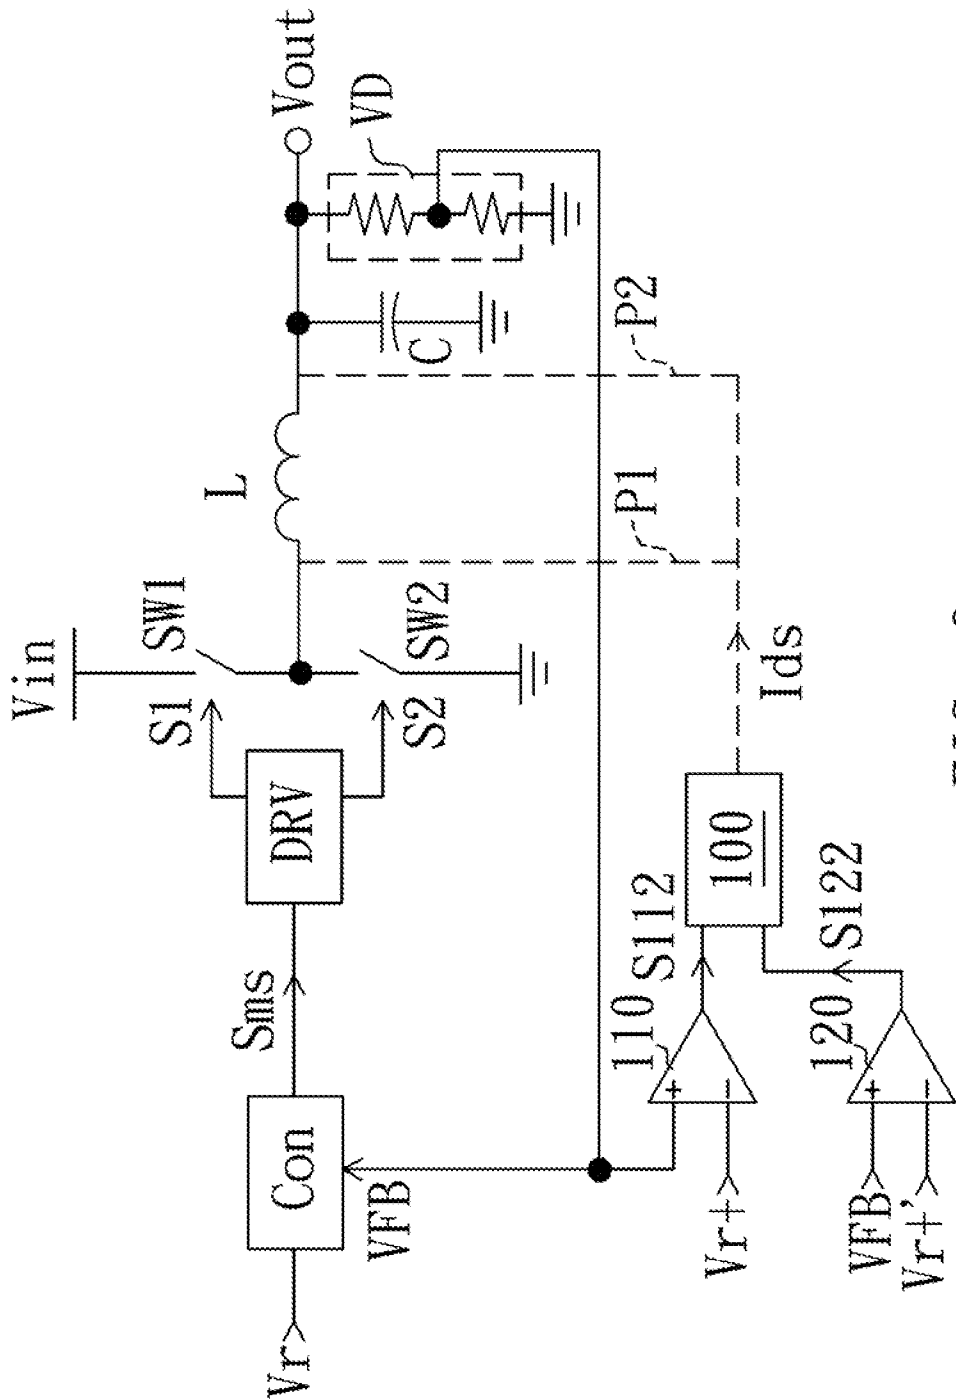 Vin
SW1
S1
L
Vout
Vr
Con
Sms
DRV
S2
SW2
C
VD
VFB
P1
P2
Vr+
110
S112
100
Ids
VFB
Vr+'
120
S122